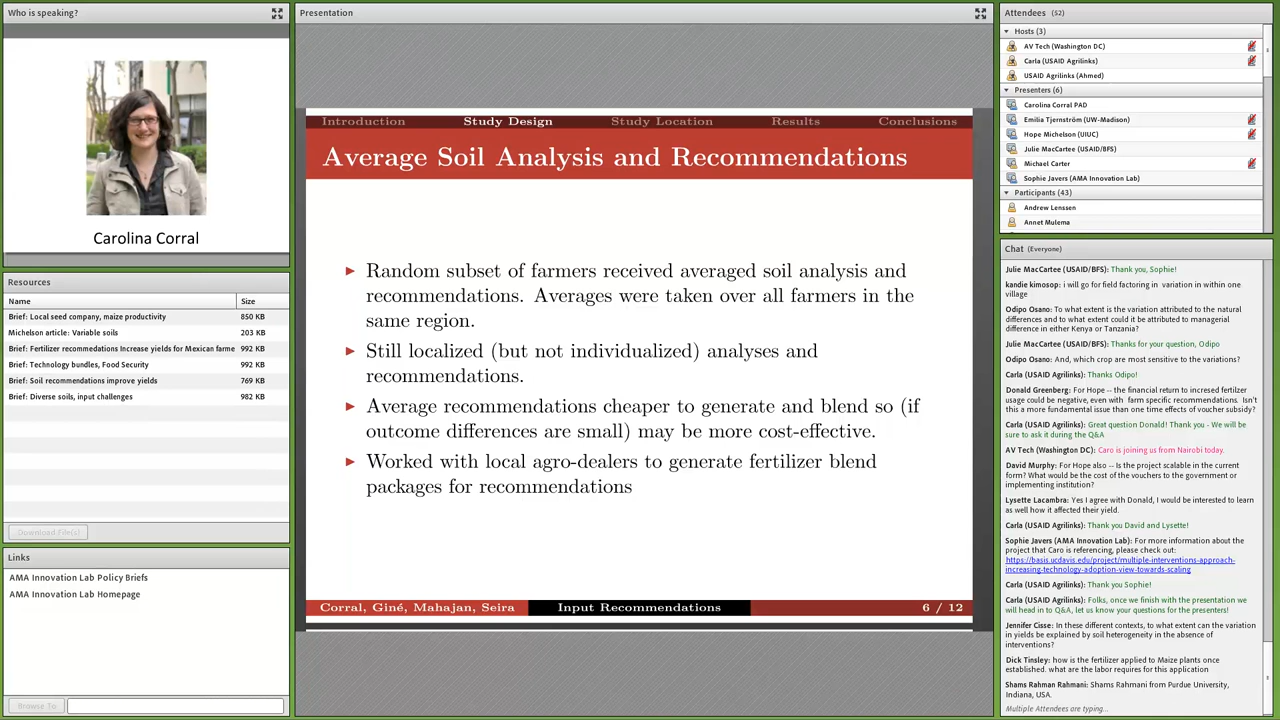 Who is speaking?
Carolina Corral
Resources
Name Size
Brief: Local seed company, maize productivity 850 KB
Michelson article: Variable soils 203 KB
Brief: Fertilizer recommendations Increase yields for Mexican farme 992 KB
Brief: Technology bundles, Food Security 992 KB
Brief: Soil recommendations improve yields 769 KB
Brief: Diverse soils, input challenges 982 KB
Download File(s)
Links
AMA Innovation Lab Policy Briefs
AMA Innovation Lab Homepage
Browse To
Presentation
Introduction Study Design Study Location Results Conclusions
Average Soil Analysis and Recommendations
Random subset of farmers received averaged soil analysis and
recommendations. Averages were taken over all farmers in the
same region.
Still localized (but not individualized) analyses and
recommendations.
Average recommendations cheaper to generate and blend so (if
outcome differences are small) may be more cost-effective.
Worked with local agro-dealers to generate fertilizer blend
packages for recommendations
Corral, Giné, Mahajan, Seira Input Recommendations 6 / 12
Attendees (52)
Hosts (3)
AV Tech (Washington DC)
Carla (USAID Agrilinks)
USAID Agrilinks (Ahmed)
Presenters (6)
Carolina Corral PAD
Emilia Tjernström (UW-Madison)
Hope Michelson (UIUC)
Julie MacCartee (USAID/BFS)
Michael Carter
Sophie Javers (AMA Innovation Lab)
Participants (43)
Andrew Lenssen
Annet Mulema
Chat (Everyone)
Julie MacCartee (USAID/BFS): Thank you, Sophie!
kandie kimosop: i will go for field factoring in variation in within one
village
Odipo Osano: To what extent is the variation attributed to the natural
differences and to what extent could it be attributed to managerial
difference in either Kenya or Tanzania?
Julie MacCartee (USAID/BFS): Thanks for your question, Odipo
Odipo Osano: And, which crop are most sensitive to the variations?
Carla (USAID Agrilinks): Thanks Odipo!
Donald Greenberg: For Hope -- the financial return to incresed fertilzer
usage could be negative, even with farm specific recommendations. Isn't
this a more fundamental issue than one time effects of voucher subsidy?
Carla (USAID Agrilinks): Great question Donald! Thank you - We will be
sure to ask it during the Q&A
AV Tech (Washington DC): Caro is joining us from Nairobi today.
David Murphy: For Hope also -- Is the project scalable in the current
form? What would be the cost of the vouchers to the government or
implementing institution?
Lysette Lacambra: Yes I agree with Donald, I would be interested to learn
as well how it affected their yield.
Carla (USAID Agrilinks): Thank you David and Lysette!
Sophie Javers (AMA Innovation Lab): For more information about the
project that Caro is referencing, please check out:
https://basis.ucdavis.edu/project/multiple-interventions-approach-
increasing-technology-adoption-view-towards-scaling
Carla (USAID Agrilinks): Thank you Sophie!
Carla (USAID Agrilinks): Folks, once we finish with the presentation we
will head in to Q&A, let us know your questions for the presenters!
Jennifer Cisse: In these different contexts, to what extent can the variation
in yields be explained by soil heterogeneity in the absence of
interventions?
Dick Tinsley: how is the fertilizer applied to Maize plants once
established. what are the labor requires for this application
Shams Rahman Rahmani: Shams Rahmani from Purdue University,
Indiana, USA.
Multiple Attendees are typing...